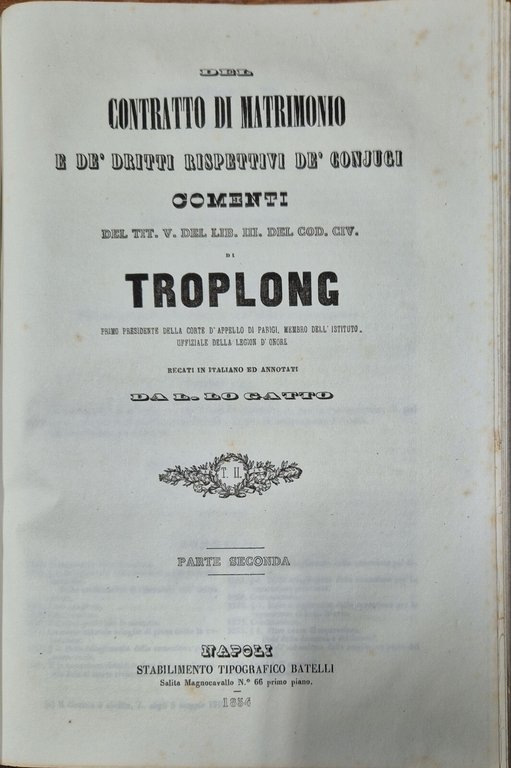 DEL
CONTRATTO DI MATRIMONIO
E DE' DRITTI RISPETTIVI DE' CONJUGI
COMENTI
DEL TIT. V. DEL LIB. III. DEL COD. CIV.
DI
TROPLONG
PRIMO PRESIDENTE DELLA CORTE D'APPELLO DI PARIGI, MEMBRO DELL'ISTITUTO
UFFIZIALE DELLA LEGION D'ONORE
RECATI IN ITALIANO ED ANNOTATI
DA L. LO GATTO
T. II.
PARTE SECONDA
NAPOLI
STABILIMENTO TIPOGRAFICO BATELLI
Salita Magnocavallo N.º 66 primo piano.
1854